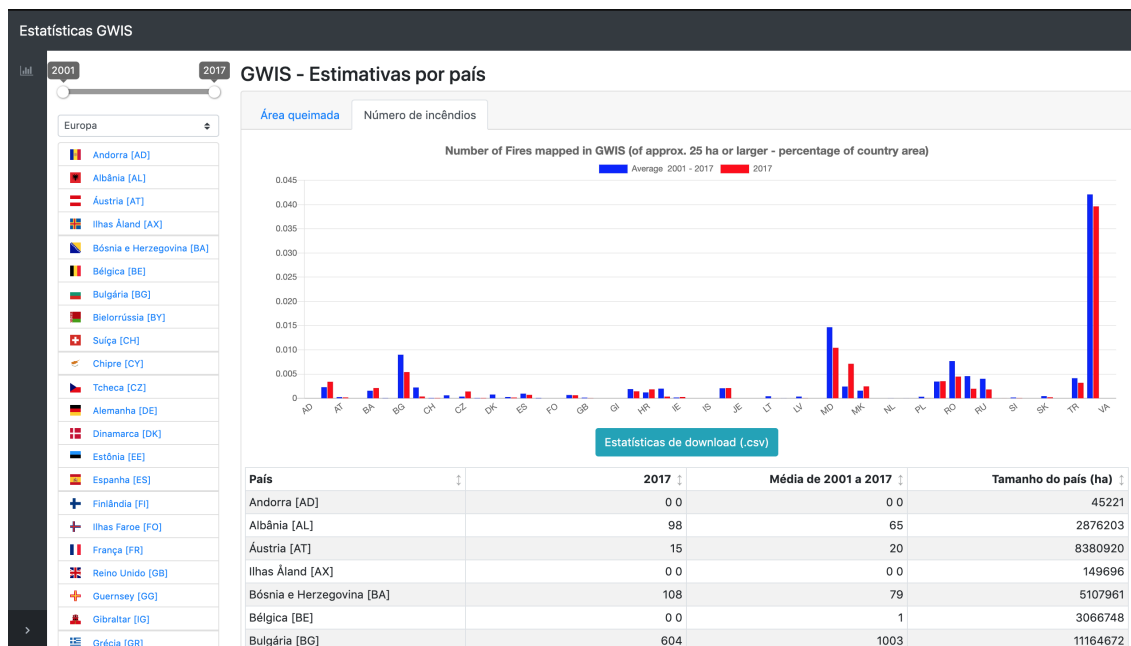 Estatísticas GWIS
2001
2017
Europa
Andorra [AD]
Albânia [AL]
Áustria [AT]
Ilhas Åland [AX]
Bósnia e Herzegovina [BA]
Bélgica [BE]
Bulgária [BG]
Bielorrússia [BY]
Suíça [CH]
Chipre [CY]
Tcheca [CZ]
Alemanha [DE]
Dinamarca [DK]
Estônia [EE]
Espanha [ES]
Finlândia [FI]
Ilhas Faroe [FO]
França [FR]
Reino Unido [GB]
Guernsey [GG]
Gibraltar [IG]
Grécia [GR]
GWIS - Estimativas por país
Área queimada Número de incêndios
Number of Fires mapped in GWIS (of approx. 25 ha or larger - percentage of country area)
Average 2001 - 2017 2017
0.045
0.040
0.035
0.030
0.025
0.020
0.015
0.010
0.005
0
AD AT BA BG CH CZ DK ES FO GB GI HR IE IS JE LT LV MD MK NL PL RO RU SI SK TR VA
Estatísticas de download (.csv)
País 2017 Média de 2001 a 2017 Tamanho do país (ha)
Andorra [AD] 0 0 0 0 45221
Albânia [AL] 98 65 2876203
Áustria [AT] 15 20 8380920
Ilhas Åland [AX] 0 0 0 0 149696
Bósnia e Herzegovina [BA] 108 79 5107961
Bélgica [BE] 0 0 1 3066748
Bulgária [BG] 604 1003 11164672